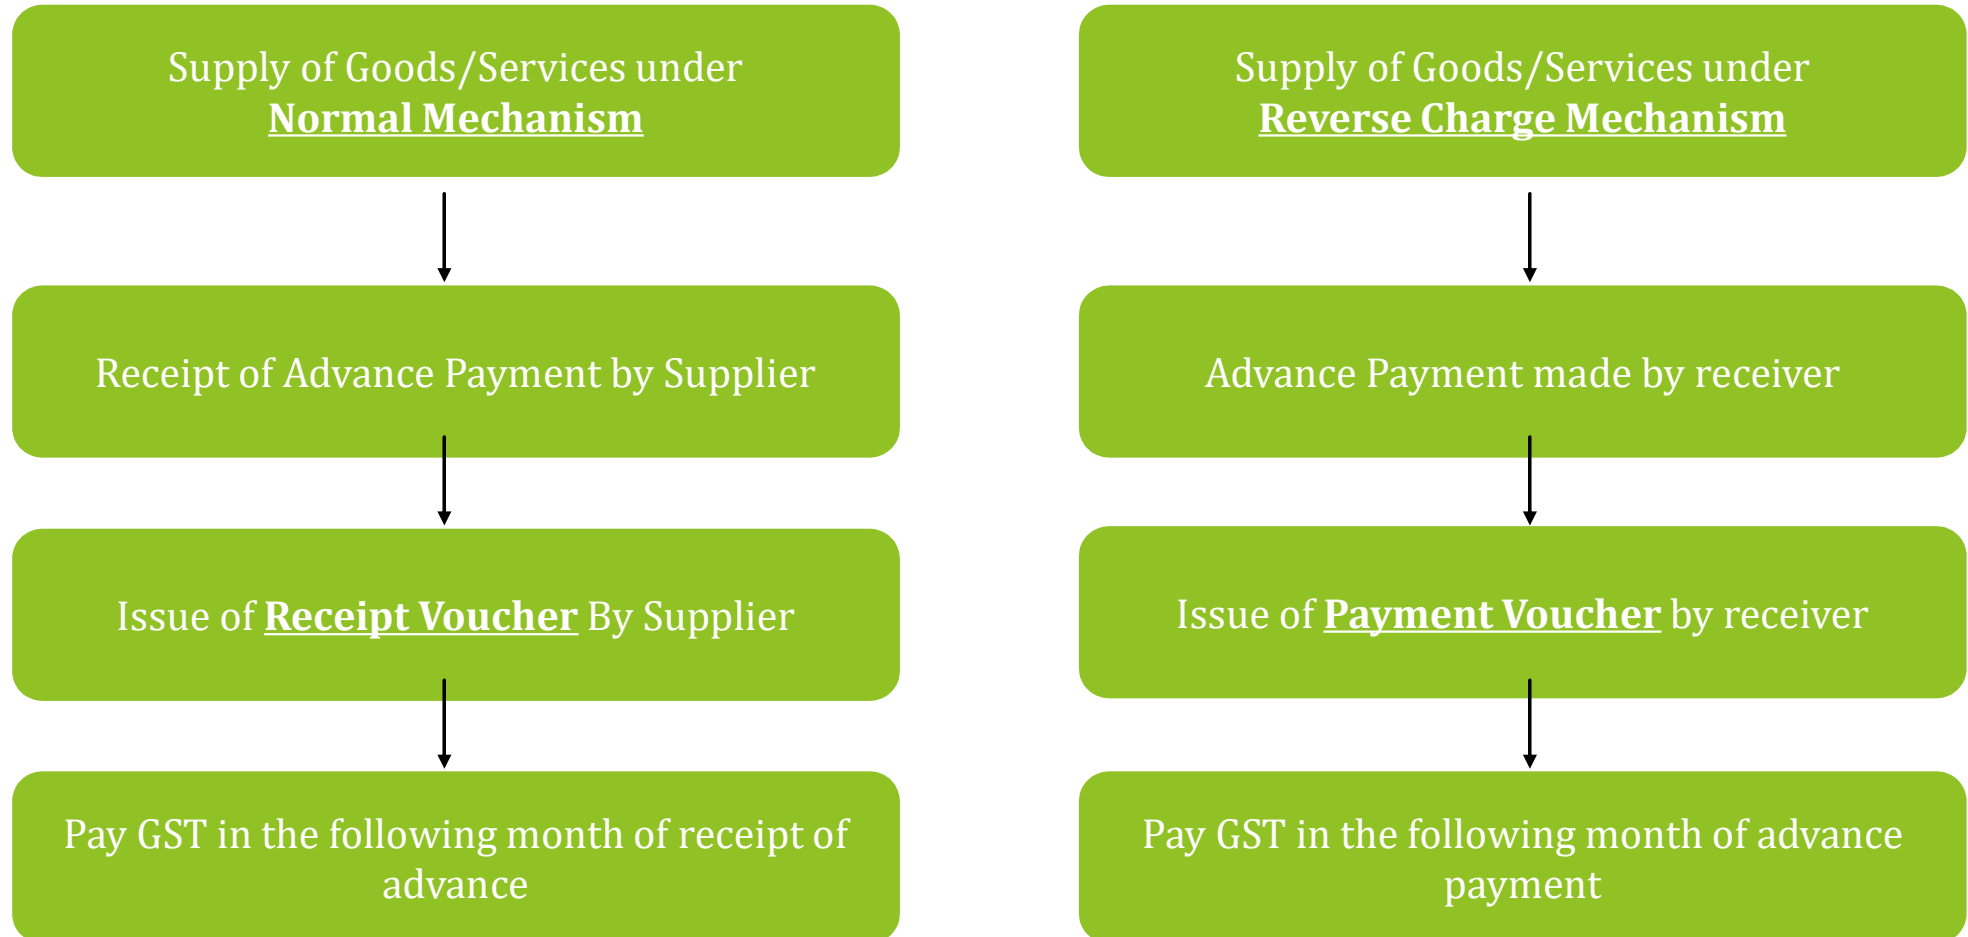 Supply of Goods/Services under
Normal Mechanism
Receipt of Advance Payment by Supplier
Issue of Receipt Voucher By Supplier
Pay GST in the following month of receipt of
advance
Supply of Goods/Services under
Reverse Charge Mechanism
Advance Payment made by receiver
Issue of Payment Voucher by receiver
Pay GST in the following month of advance
payment